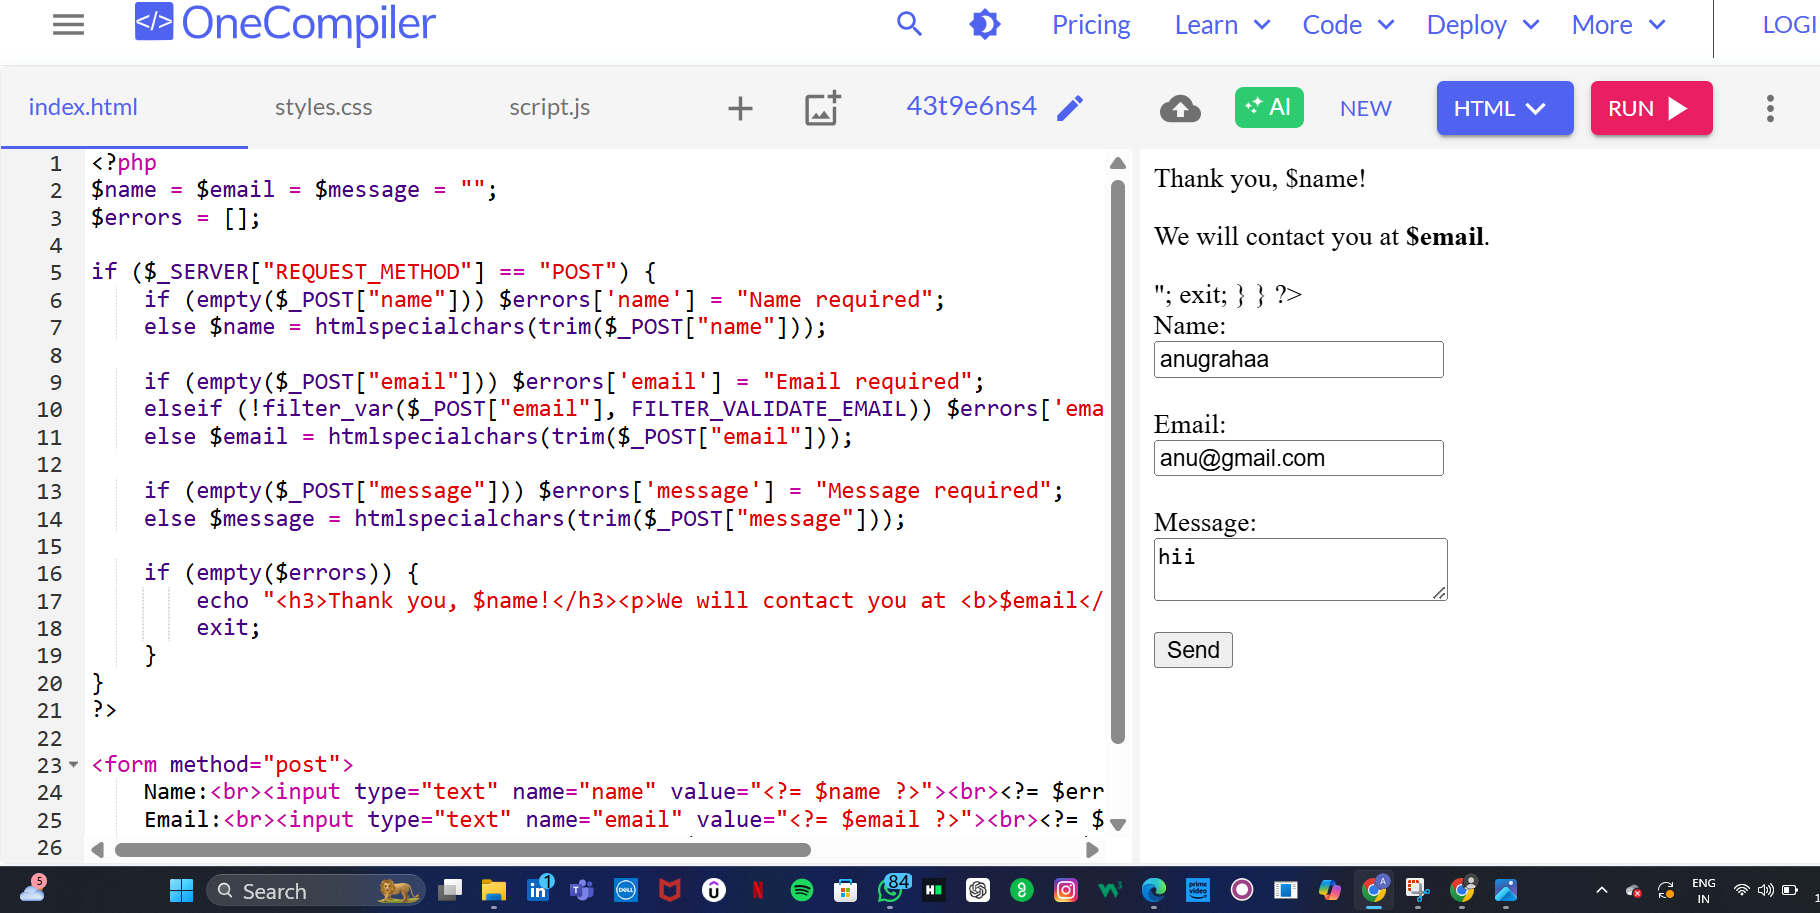 </> OneCompiler Pricing Learn Code Deploy More LOGI
index.html styles.css script.js 43t9e6ns4 AI NEW HTML RUN
1 <?php
2 $name = $email = $message = "";
3 $errors = [];
4
5 if ($_SERVER["REQUEST_METHOD"] == "POST") {
6 if (empty($_POST["name"])) $errors['name'] = "Name required";
7 else $name = htmlspecialchars(trim($_POST["name"]));
8
9 if (empty($_POST["email"])) $errors['email'] = "Email required";
10 elseif (!filter_var($_POST["email"], FILTER_VALIDATE_EMAIL)) $errors['ema
11 else $email = htmlspecialchars(trim($_POST["email"]));
12
13 if (empty($_POST["message"])) $errors['message'] = "Message required";
14 else $message = htmlspecialchars(trim($_POST["message"]));
15
16 if (empty($errors)) {
17 echo "<h3>Thank you, $name!</h3><p>We will contact you at <b>$email</
18 exit;
19 }
20 }
21 ?>
22
23 <form method="post">
24 Name:<br><input type="text" name="name" value="<?= $name ?>"><br><?= $err
25 Email:<br><input type="text" name="email" value="<?= $email ?>"><br><?= $
26
Thank you, $name!
We will contact you at $email.
"; exit; } } ?>
Name:
anugrahaa
Email:
anu@gmail.com
Message:
hii
Send
5 Search 1 DELL N 84 prime video ENG
IN